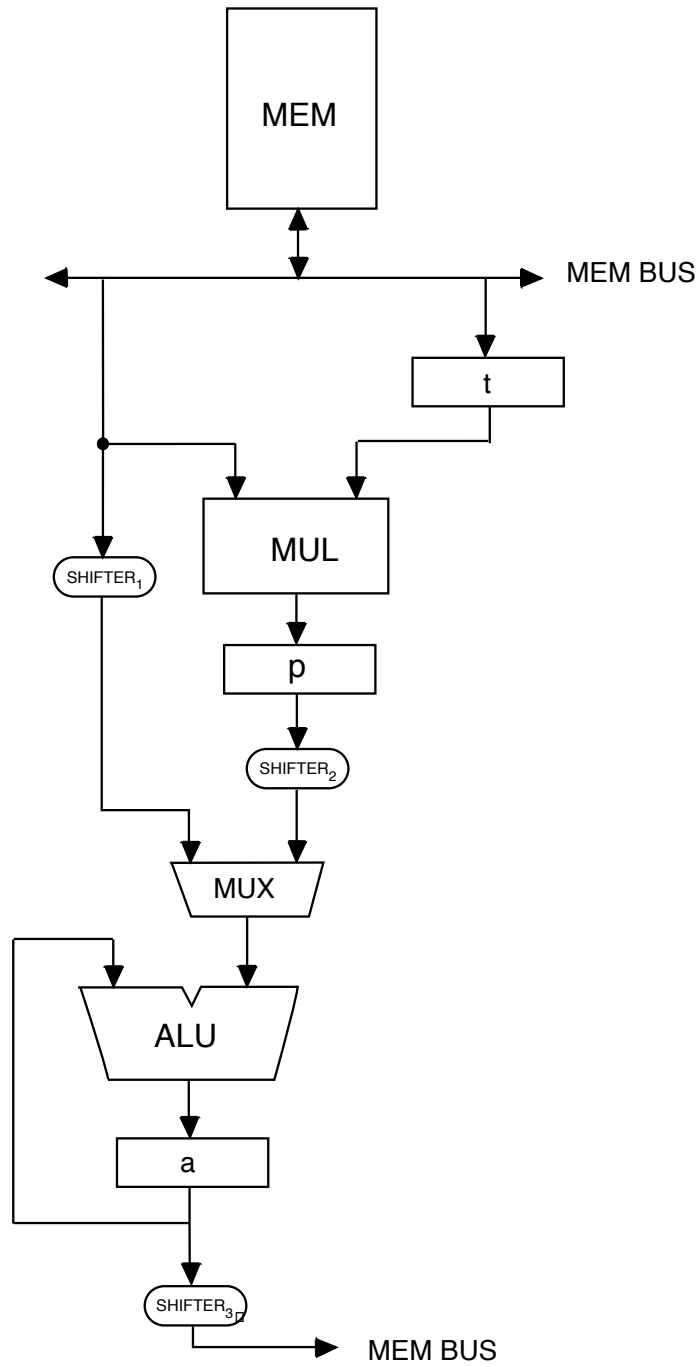 MEM
MEM BUS
t
MUL
SHIFTER₁
p
SHIFTER₂
MUX
ALU
a
SHIFTER₃
MEM BUS